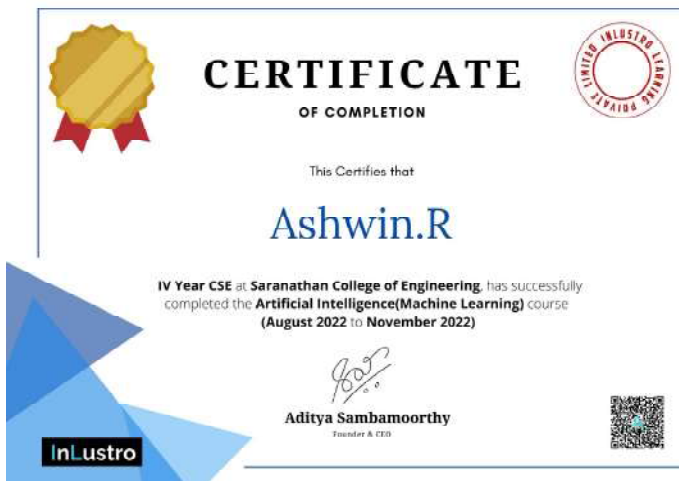 CERTIFICATE
OF COMPLETION
INLUSTRO LEARNING PRIVATE LIMITED
This Certifies that
Ashwin.R
IV Year CSE at Saranathan College of Engineering, has successfully
completed the Artificial Intelligence(Machine Learning) course
(August 2022 to November 2022)
Aditya Sambamoorthy
Founder & CEO
InLustro